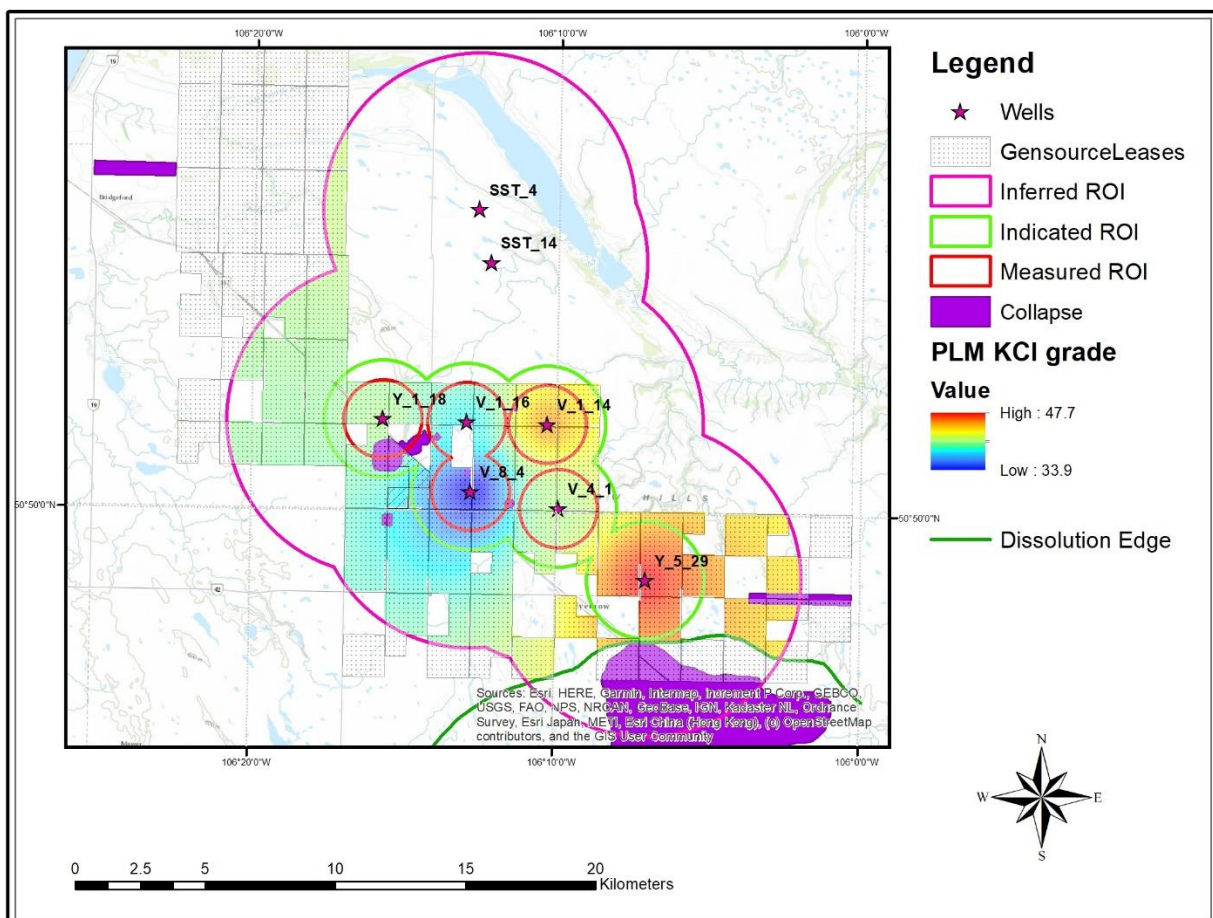 106°20'0"W
106°10'0"W
106°0'0"W
Legend
Wells
GensourceLeases
Inferred ROI
Indicated ROI
Measured ROI
Collapse
PLM KCl grade
Value
High : 47.7
Low : 33.9
Dissolution Edge
19
Bridgeford
SST_4
SST_14
19
Y_1_18
V_1_16
V_1_14
V_8_4
V_4_1
HILLS
50°50'0"N
50°50'0"N
Y_5_29
42
Sources: Esri, HERE, Garmin, Intermap, increment P Corp., GEBCO,
USGS, FAO, NPS, NRCAN, GeoBase, IGN, Kadaster NL, Ordnance
Survey, Esri Japan, METI, Esri China (Hong Kong), (c) OpenStreetMap
contributors, and the GIS User Community
106°20'0"W
106°10'0"W
106°0'0"W
N
W
E
S
0
2.5
5
10
15
20
Kilometers